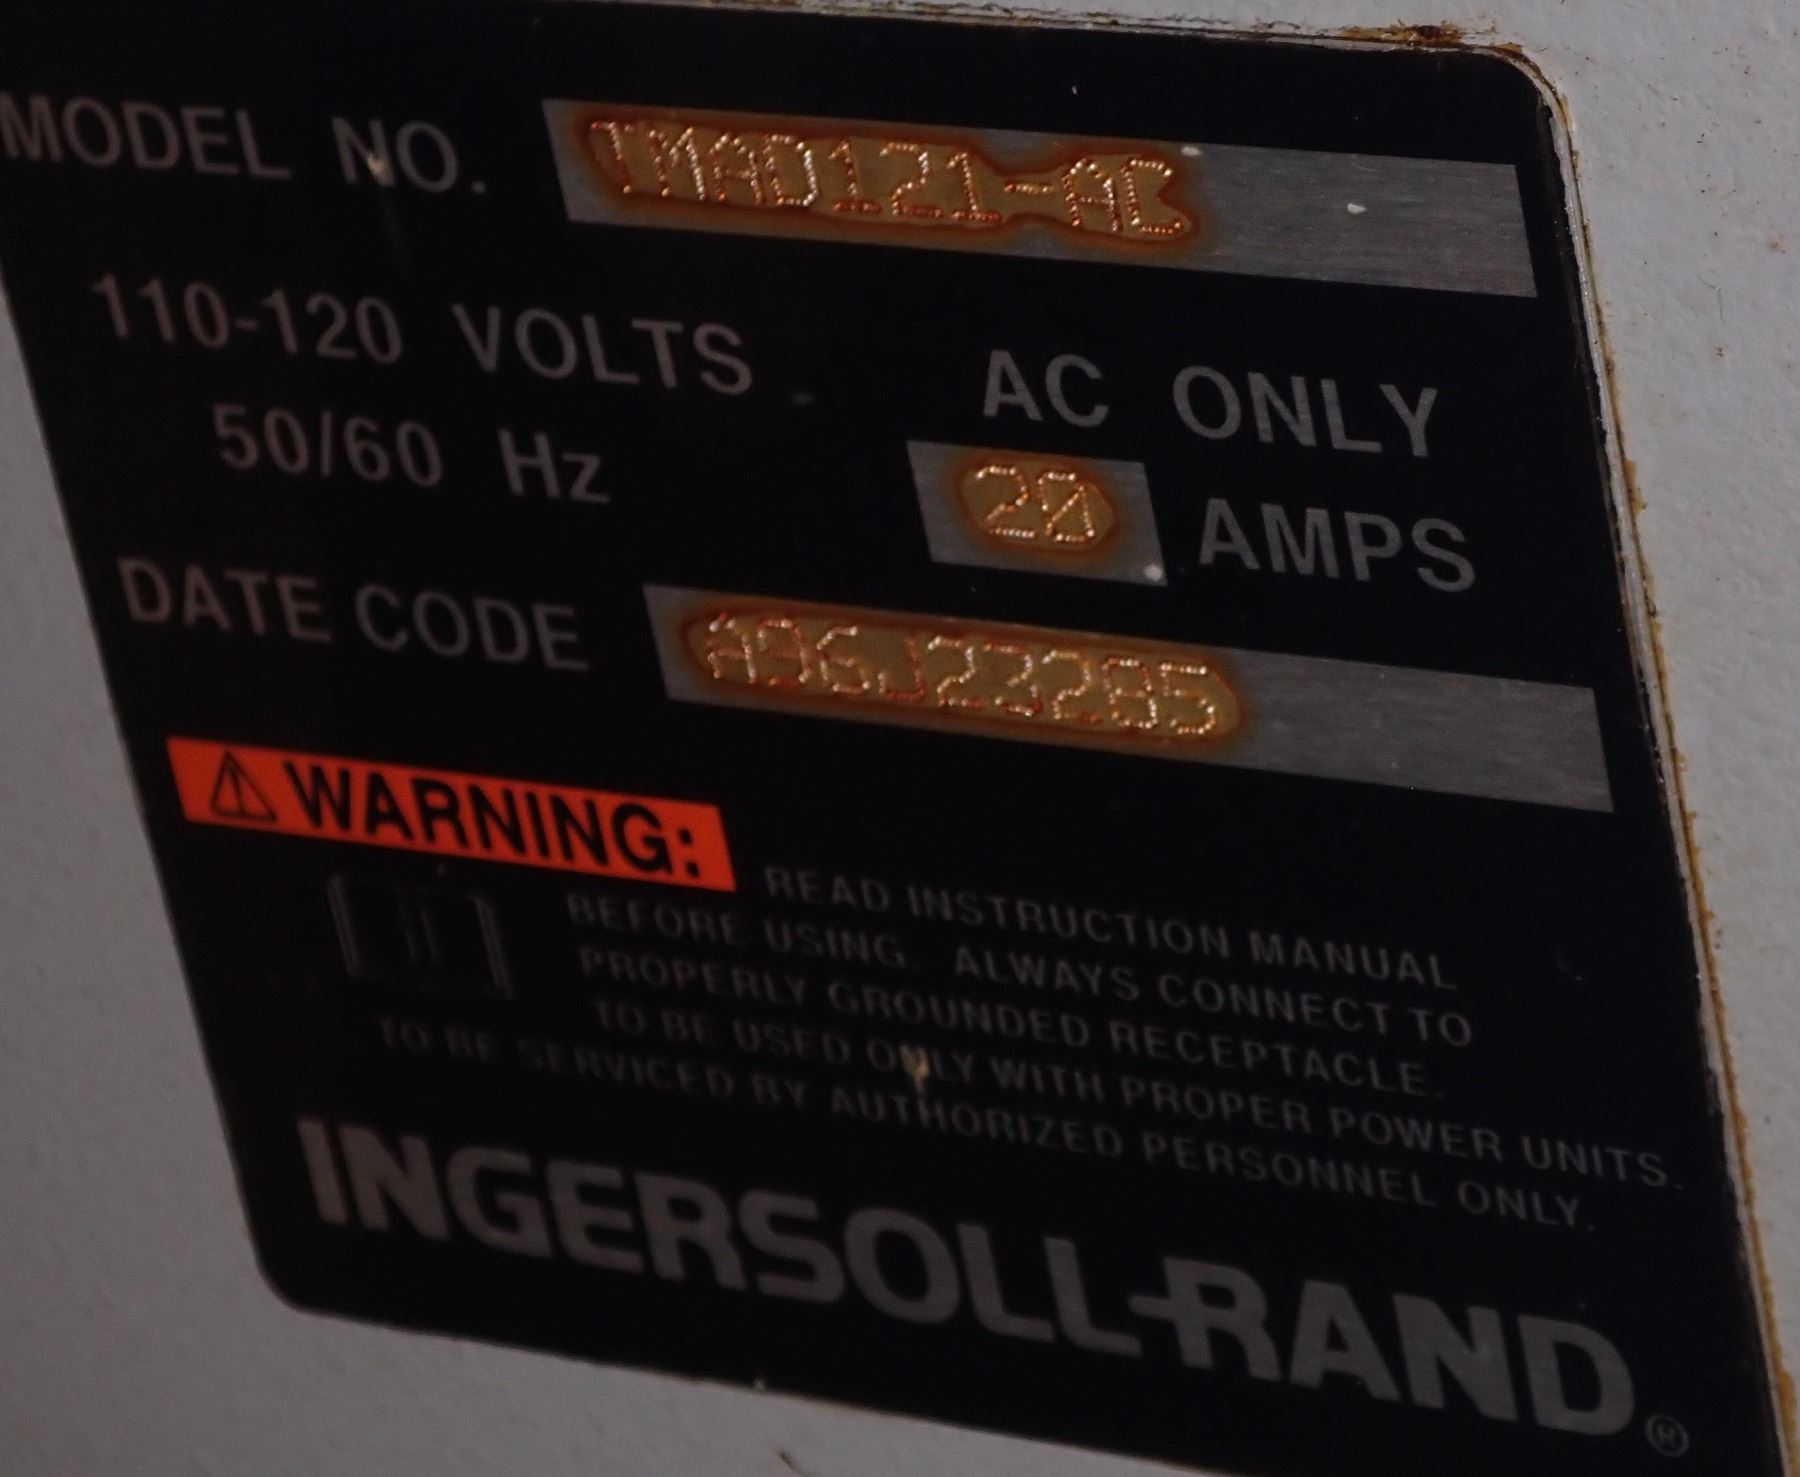 MODEL NO. TMAD121-AC
110-120 VOLTS AC ONLY
50/60 Hz 20 AMPS
DATE CODE A96J23285
WARNING: READ INSTRUCTION MANUAL
BEFORE USING. ALWAYS CONNECT TO
PROPERLY GROUNDED RECEPTACLE.
TO BE USED ONLY WITH PROPER POWER UNITS.
TO BE SERVICED BY AUTHORIZED PERSONNEL ONLY.
INGERSOLL-RAND®